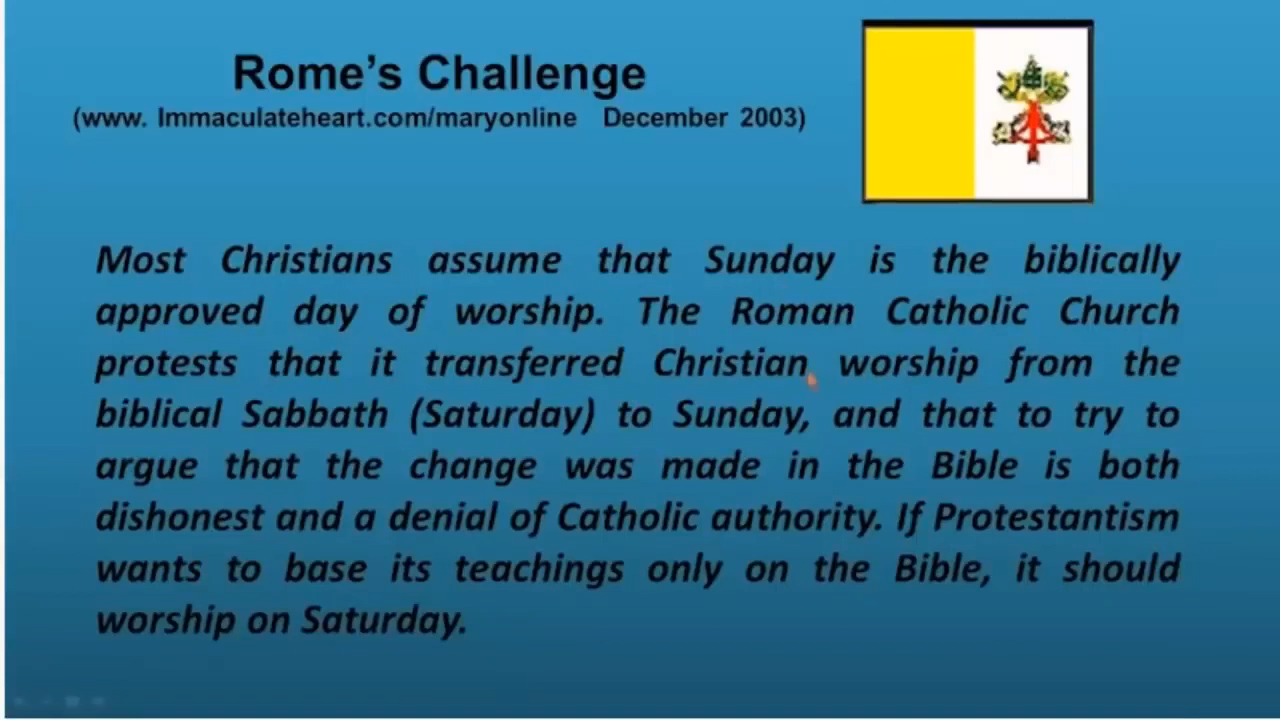 Rome's Challenge
(www. Immaculateheart.com/maryonline December 2003)
Most Christians assume that Sunday is the biblically
approved day of worship. The Roman Catholic Church
protests that it transferred Christian worship from the
biblical Sabbath (Saturday) to Sunday, and that to try to
argue that the change was made in the Bible is both
dishonest and a denial of Catholic authority. If Protestantism
wants to base its teachings only on the Bible, it should
worship on Saturday.